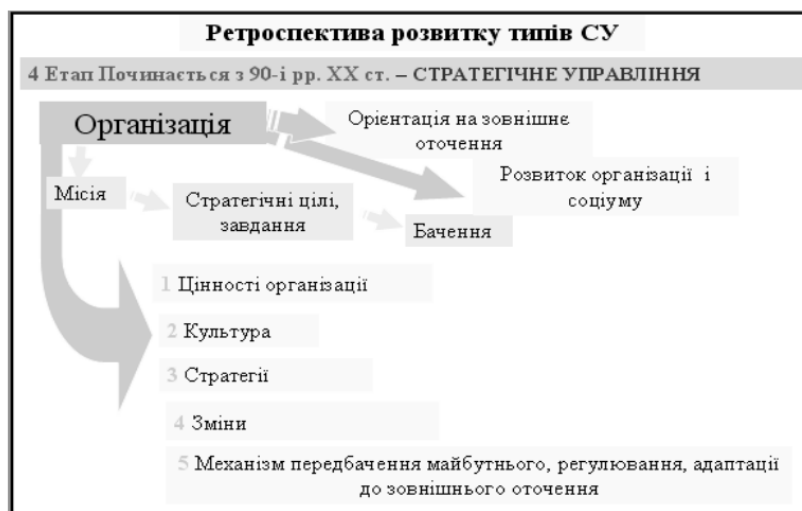 Ретроспектива розвитку типів СУ
4 Етап Починається з 90-і рр. ХХ ст. – СТРАТЕГІЧНЕ УПРАВЛІННЯ
Організація
Орієнтація на зовнішнє
оточення
Розвиток організації і
соціуму
Місія
Стратегічні цілі,
завдання
Бачення
1 Цінності організації
2 Культура
3 Стратегії
4 Зміни
5 Механізм передбачення майбутнього, регулювання, адаптації
до зовнішнього оточення